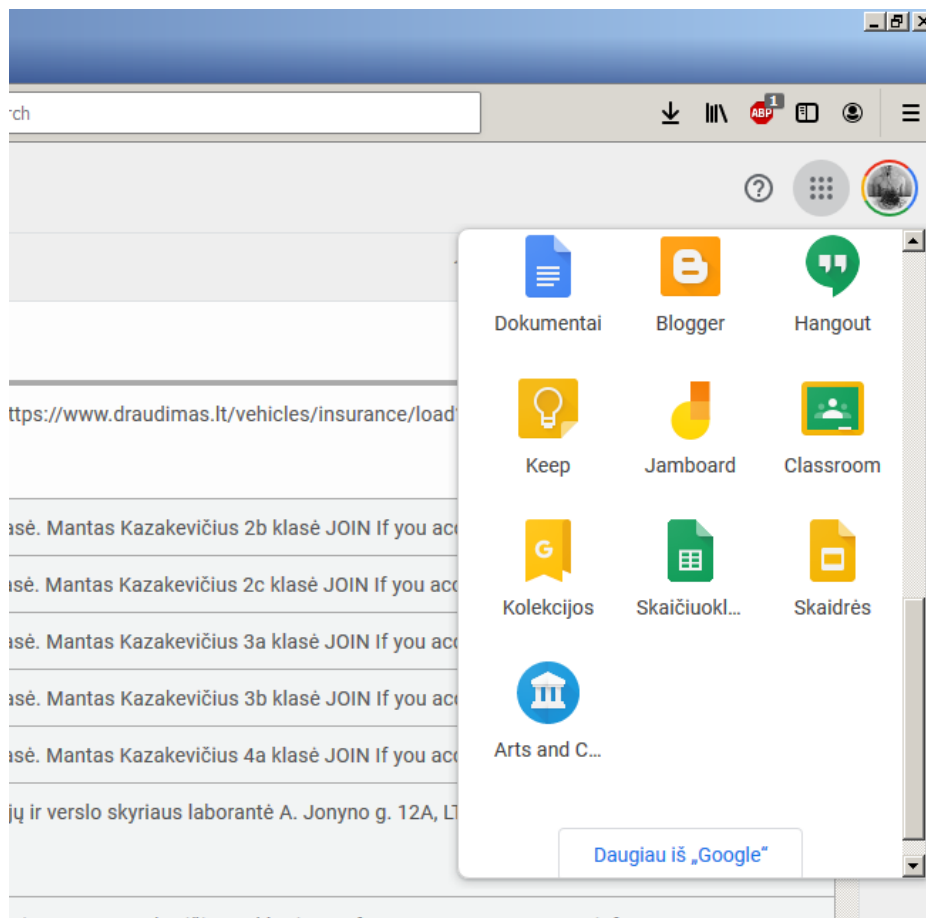 rch
ABP
1
Dokumentai
Blogger
Hangout
Keep
Jamboard
Classroom
G
Kolekcijos
Skaičiuokl...
Skaidrės
Arts and C...
Daugiau iš „Google“
ttps://www.draudimas.lt/vehicles/insurance/load
asė. Mantas Kazakevičius 2b klasė JOIN If you acc
asė. Mantas Kazakevičius 2c klasė JOIN If you acc
asė. Mantas Kazakevičius 3a klasė JOIN If you acc
asė. Mantas Kazakevičius 3b klasė JOIN If you acc
asė. Mantas Kazakevičius 4a klasė JOIN If you acc
jų ir verslo skyriaus laborantė A. Jonyno g. 12A, LT